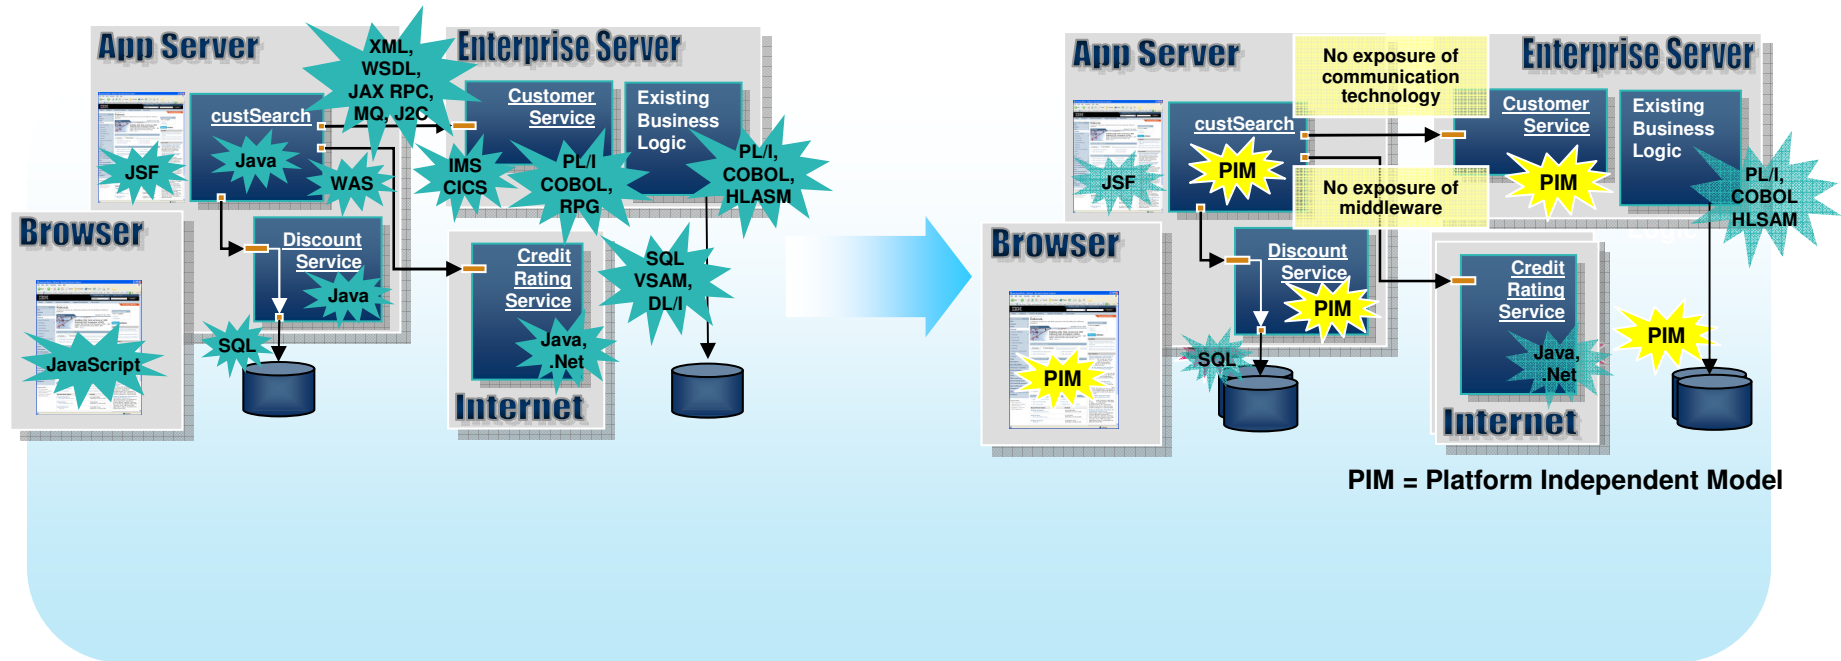 App Server
XML,
WSDL,
JAX RPC,
MQ, J2C
Enterprise Server
custSearch
Java
JSF
WAS
Customer
Service
Existing
Business
Logic
IMS
CICS
PL/I
COBOL,
RPG
PL/I,
COBOL,
HLASM
Browser
JavaScript
Discount
Service
Java
SQL
Credit
Rating
Service
Java,
.Net
Internet
SQL
VSAM,
DL/I
App Server
No exposure of
communication
technology
Enterprise Server
custSearch
PIM
JSF
No exposure of
middleware
Customer
Service
PIM
Existing
Business
Logic
PL/I,
COBOL
HLSAM
Browser
PIM
Discount
Service
PIM
SQL
Credit
Rating
Service
Java,
.Net
Internet
PIM
PIM = Platform Independent Model